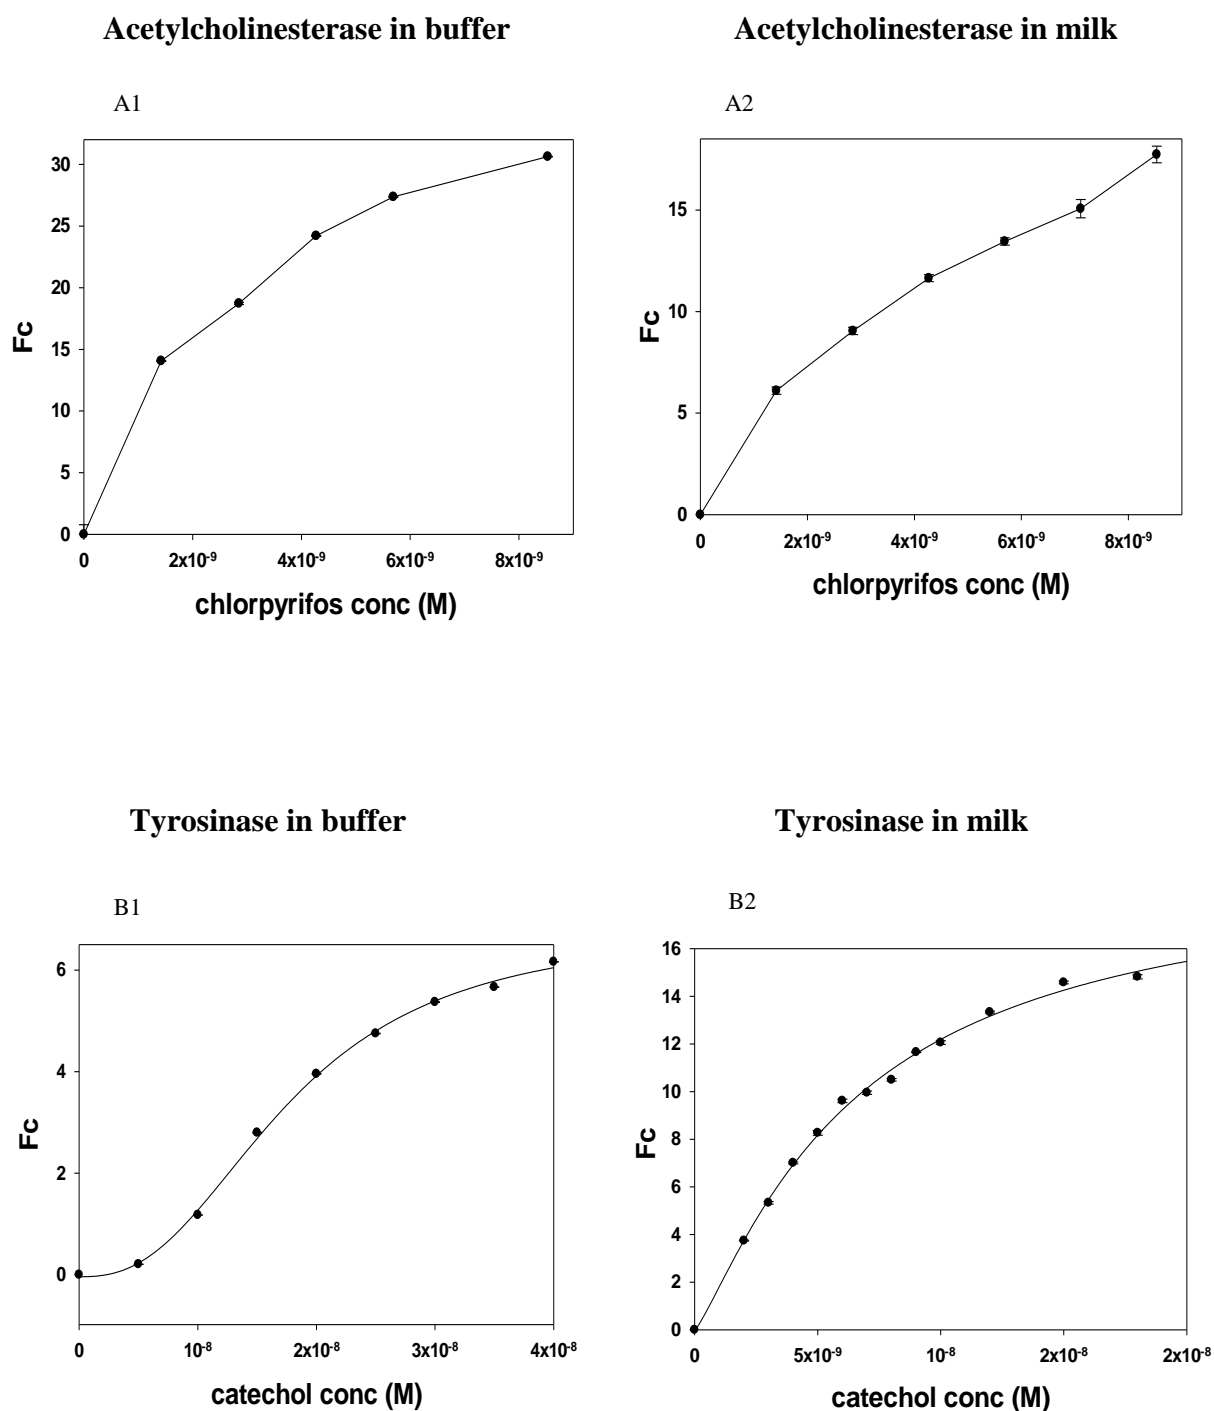 Acetylcholinesterase in buffer
Acetylcholinesterase in milk
A1
A2
30
25
20
15
10
5
0
Fc
0 2x10⁻⁹ 4x10⁻⁹ 6x10⁻⁹ 8x10⁻⁹
chlorpyrifos conc (M)
15
10
5
0
Fc
0 2x10⁻⁹ 4x10⁻⁹ 6x10⁻⁹ 8x10⁻⁹
chlorpyrifos conc (M)
Tyrosinase in buffer
Tyrosinase in milk
B1
B2
6
4
2
0
Fc
0 10⁻⁸ 2x10⁻⁸ 3x10⁻⁸ 4x10⁻⁸
catechol conc (M)
16
14
12
10
8
6
4
2
0
Fc
0 5x10⁻⁹ 10⁻⁸ 2x10⁻⁸ 2x10⁻⁸
catechol conc (M)